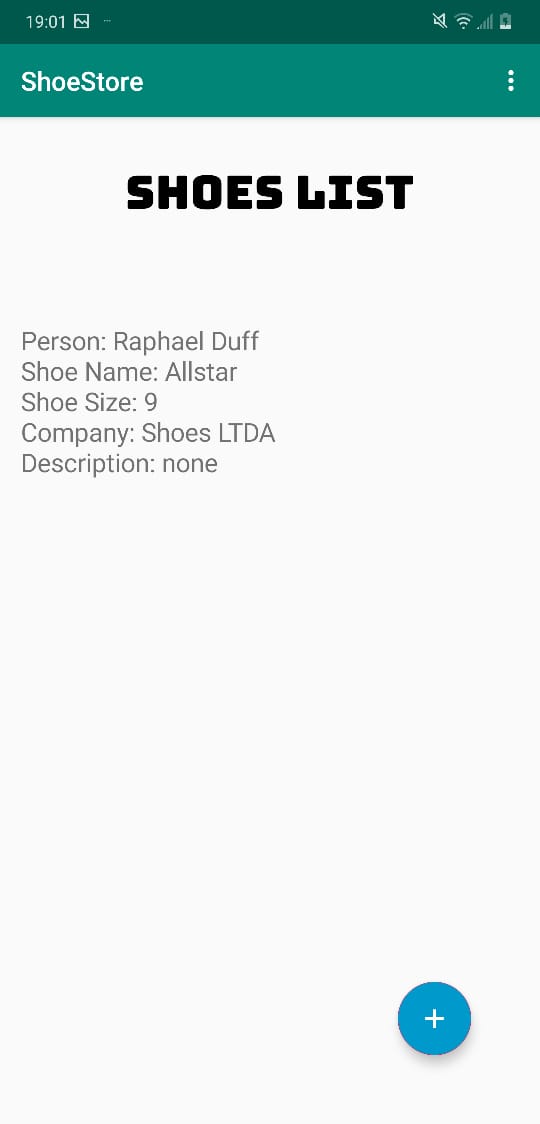 19:01
ShoeStore
SHOES LIST
Person: Raphael Duff
Shoe Name: Allstar
Shoe Size: 9
Company: Shoes LTDA
Description: none
+